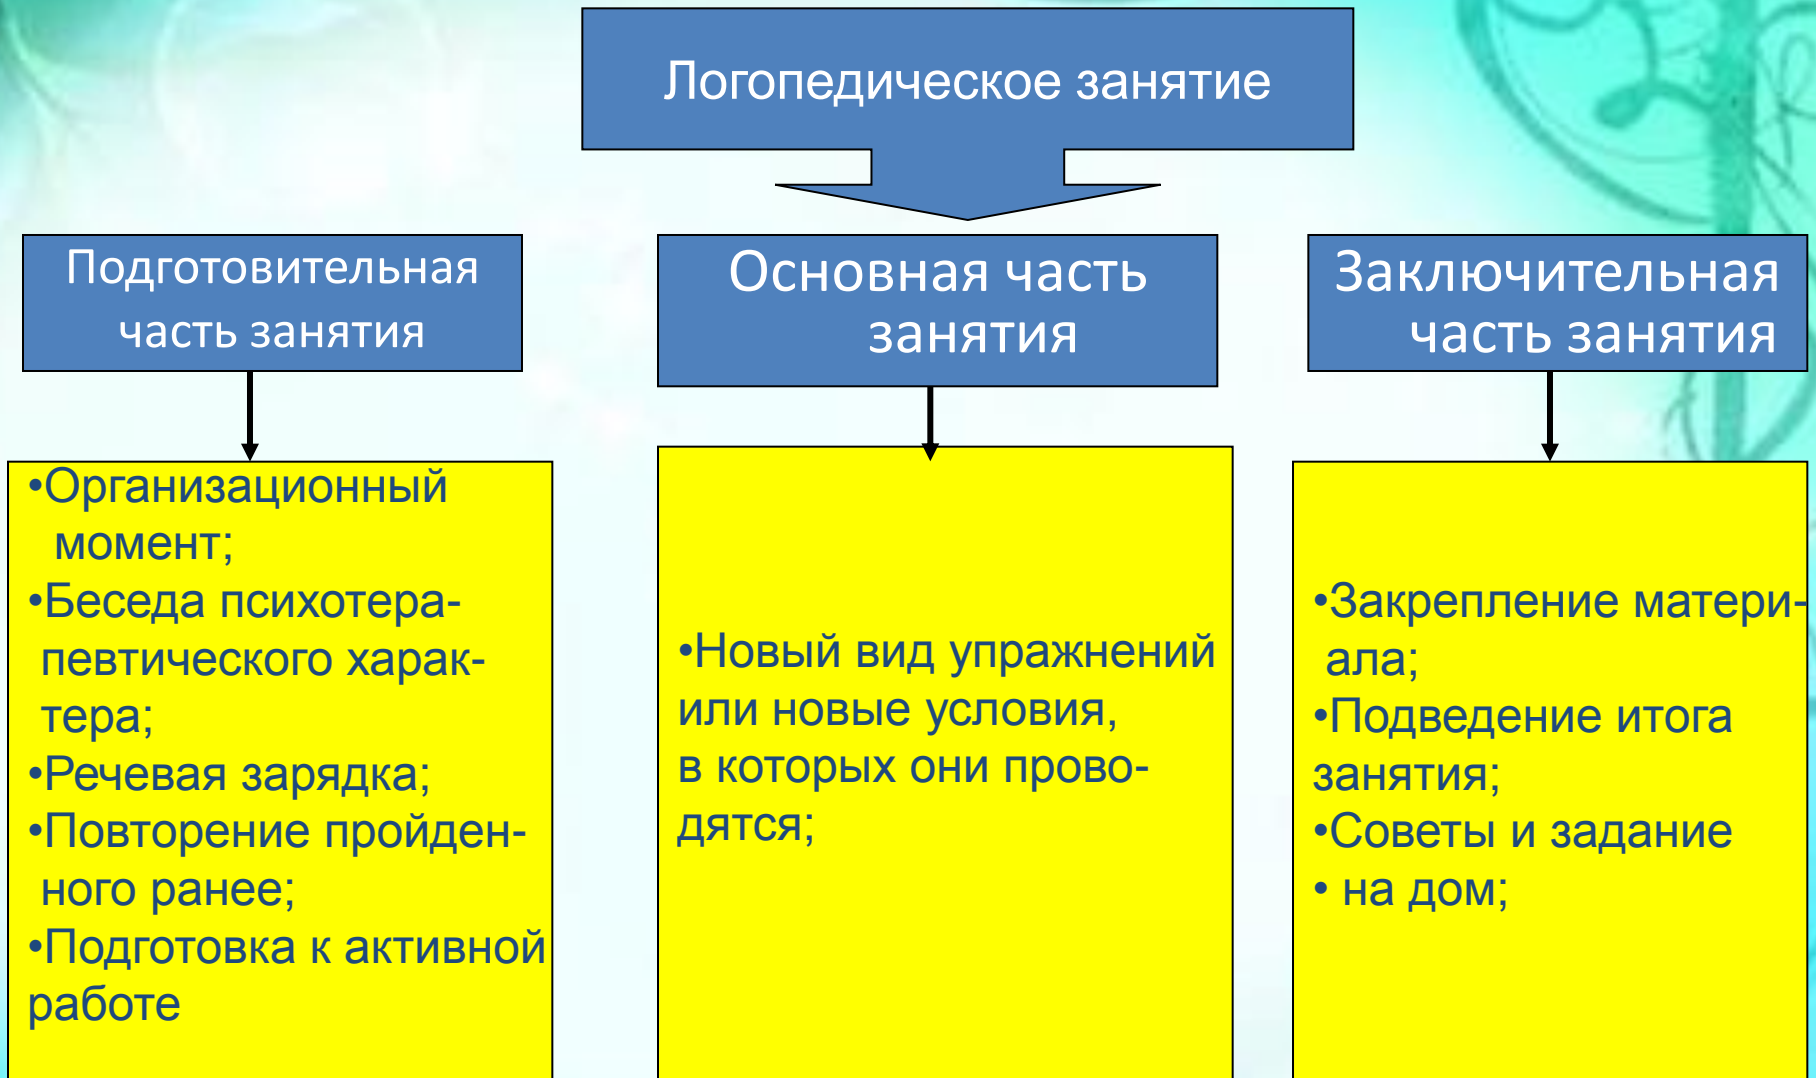 Логопедическое занятие
Подготовительная
часть занятия
•Организационный
момент;
•Беседа психотера-
певтического харак-
тера;
•Речевая зарядка;
•Повторение пройден-
ного ранее;
•Подготовка к активной
работе
Основная часть
занятия
•Новый вид упражнений
или новые условия,
в которых они прово-
дятся;
Заключительная
часть занятия
•Закрепление матери-
ала;
•Подведение итога
занятия;
•Советы и задание
• на дом;